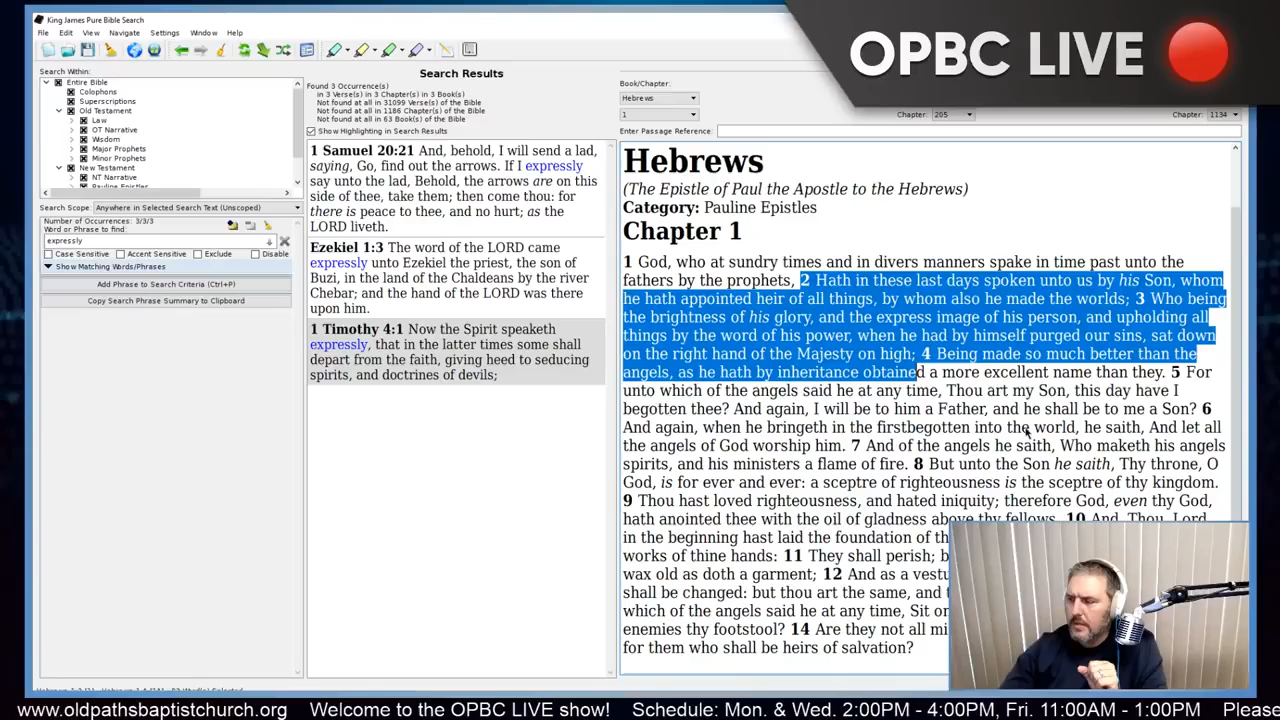 King James Pure Bible Search
OPBC LIVE
File Edit View Navigate Settings Window Help
Search Within:
Entire Bible
Colophons
Superscriptions
Old Testament
Law
OT Narrative
Wisdom
Major Prophets
Minor Prophets
New Testament
NT Narrative
Pauline Epistles
Search Scope: Anywhere in Selected Search Text (Unscoped)
Number of Occurrences: 3/3/3
Word or Phrase to find:
expressly
Case Sensitive Accent Sensitive Exclude Disable
Show Matching Words/Phrases
Add Phrase to Search Criteria (Ctrl+P)
Copy Search Phrase Summary to Clipboard
Search Results
Found 3 Occurrence(s)
in 3 Verse(s) in 3 Chapter(s) in 3 Book(s)
Not found at all in 31099 Verse(s) of the Bible
Not found at all in 1186 Chapter(s) of the Bible
Not found at all in 63 Book(s) of the Bible
Show Highlighting in Search Results
1 Samuel 20:21 And, behold, I will send a lad,
saying, Go, find out the arrows. If I expressly
say unto the lad, Behold, the arrows are on this
side of thee, take them; then come thou: for
there is peace to thee, and no hurt; as the
LORD liveth.
Ezekiel 1:3 The word of the LORD came
expressly unto Ezekiel the priest, the son of
Buzi, in the land of the Chaldeans by the river
Chebar; and the hand of the LORD was there
upon him.
1 Timothy 4:1 Now the Spirit speaketh
expressly, that in the latter times some shall
depart from the faith, giving heed to seducing
spirits, and doctrines of devils;
Book/Chapter:
Hebrews
1
Chapter: 205
Chapter: 1134
Enter Passage Reference:
Hebrews
(The Epistle of Paul the Apostle to the Hebrews)
Category: Pauline Epistles
Chapter 1
1 God, who at sundry times and in divers manners spake in time past unto the
fathers by the prophets, 2 Hath in these last days spoken unto us by his Son, whom
he hath appointed heir of all things, by whom also he made the worlds; 3 Who being
the brightness of his glory, and the express image of his person, and upholding all
things by the word of his power, when he had by himself purged our sins, sat down
on the right hand of the Majesty on high; 4 Being made so much better than the
angels, as he hath by inheritance obtained a more excellent name than they. 5 For
unto which of the angels said he at any time, Thou art my Son, this day have I
begotten thee? And again, I will be to him a Father, and he shall be to me a Son? 6
And again, when he bringeth in the firstbegotten into the world, he saith, And let all
the angels of God worship him. 7 And of the angels he saith, Who maketh his angels
spirits, and his ministers a flame of fire. 8 But unto the Son he saith, Thy throne, O
God, is for ever and ever: a sceptre of righteousness is the sceptre of thy kingdom.
9 Thou hast loved righteousness, and hated iniquity; therefore God, even thy God,
hath anointed thee with the oil of gladness above thy fellows. 10 And, Thou, Lord,
in the beginning hast laid the foundation of th
works of thine hands: 11 They shall perish; b
wax old as doth a garment; 12 And as a vestu
shall be changed: but thou art the same, and t
which of the angels said he at any time, Sit on
enemies thy footstool? 14 Are they not all mi
for them who shall be heirs of salvation?
www.oldpathsbaptistchurch.org Welcome to the OPBC LIVE show! Schedule: Mon. & Wed. 2:00PM - 4:00PM, Fri. 11:00AM - 1:00PM Please